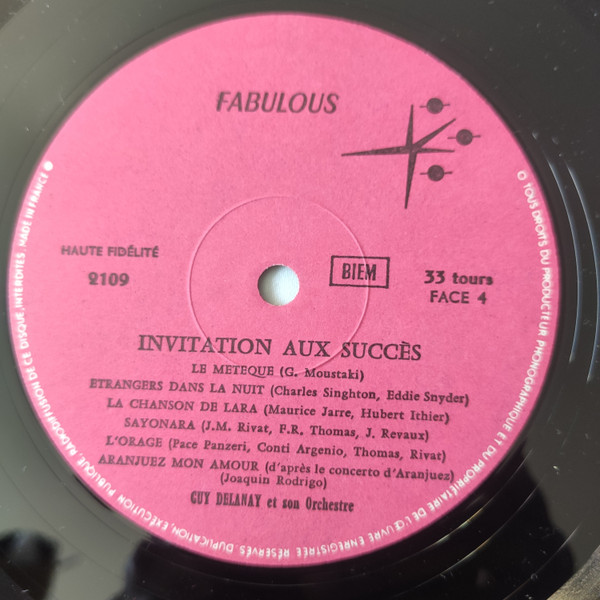 FABULOUS
HAUTE FIDÉLITÉ
2109
BIEM
33 tours
FACE 4
INVITATION AUX SUCCÈS
LE METEQUE (G. Moustaki)
ETRANGERS DANS LA NUIT (Charles Singhton, Eddie Snyder)
LA CHANSON DE LARA (Maurice Jarre, Hubert Ithier)
SAYONARA (J.M. Rivat, F.R. Thomas, J. Revaux)
L'ORAGE (Pace Panzeri, Conti Argenio, Thomas, Rivat)
ARANJUEZ MON AMOUR (d'après le concerto d'Aranjuez)
(Joaquin Rodrigo)
GUY DELANAY et son Orchestre
O TOUS DROITS DU PRODUCTEUR PHONOGRAPHIQUE ET DU PROPRIÉTAIRE DE L'ŒUVRE ENREGISTRÉE RÉSERVÉS. DUPLICATION, EXÉCUTION PUBLIQUE, RADIODIFFUSION DE CE DISQUE INTERDITES. MADE IN FRANCE